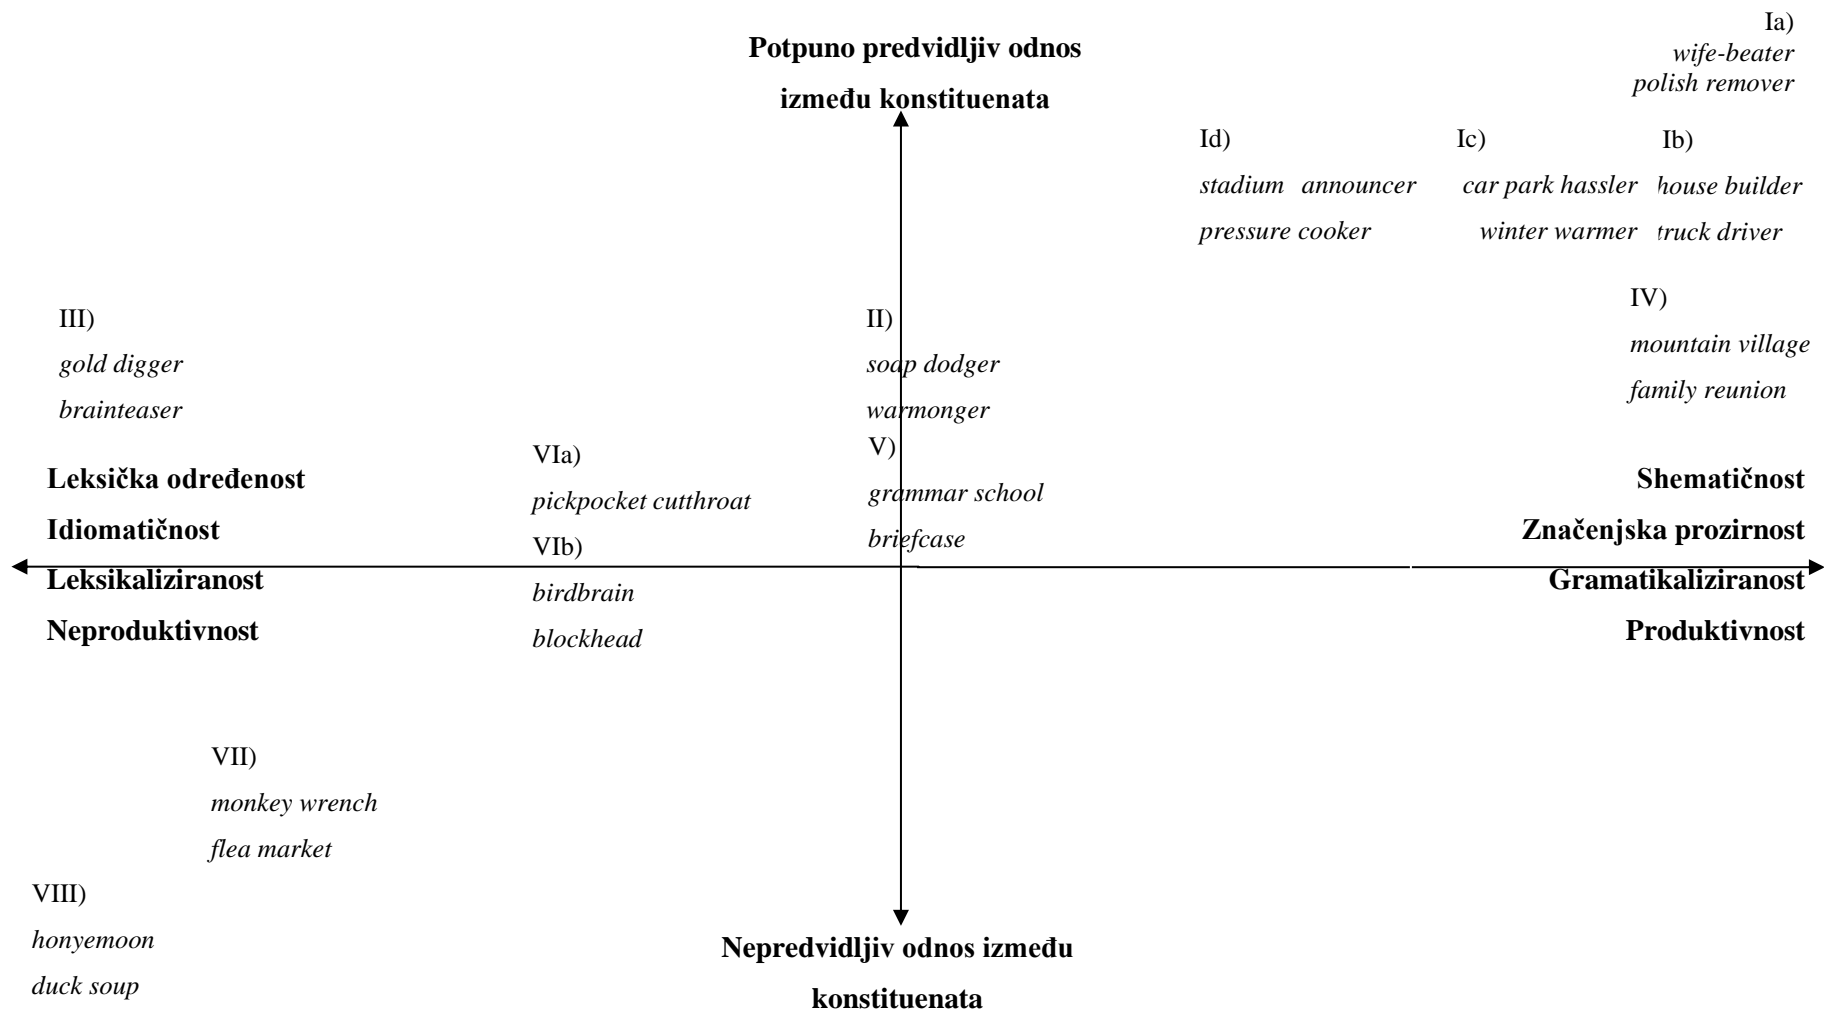 Ia)
wife-beater
polish remover
Potpuno predvidljiv odnos
između konstituenata
Id)
stadium announcer
pressure cooker
Ic)
car park hassler
winter warmer
Ib)
house builder
truck driver
IV)
mountain village
family reunion
III)
gold digger
brainteaser
II)
soap dodger
warmonger
VIa)
pickpocket cutthroat
V)
grammar school
briefcase
Leksička određenost
Idiomatičnost
Leksikaliziranost
Neproduktivnost
VIb)
birdbrain
blockhead
Shematičnost
Značenjska prozirnost
Gramatikaliziranost
Produktivnost
VII)
monkey wrench
flea market
VIII)
honyemoon
duck soup
Nepredvidljiv odnos između
konstituenata